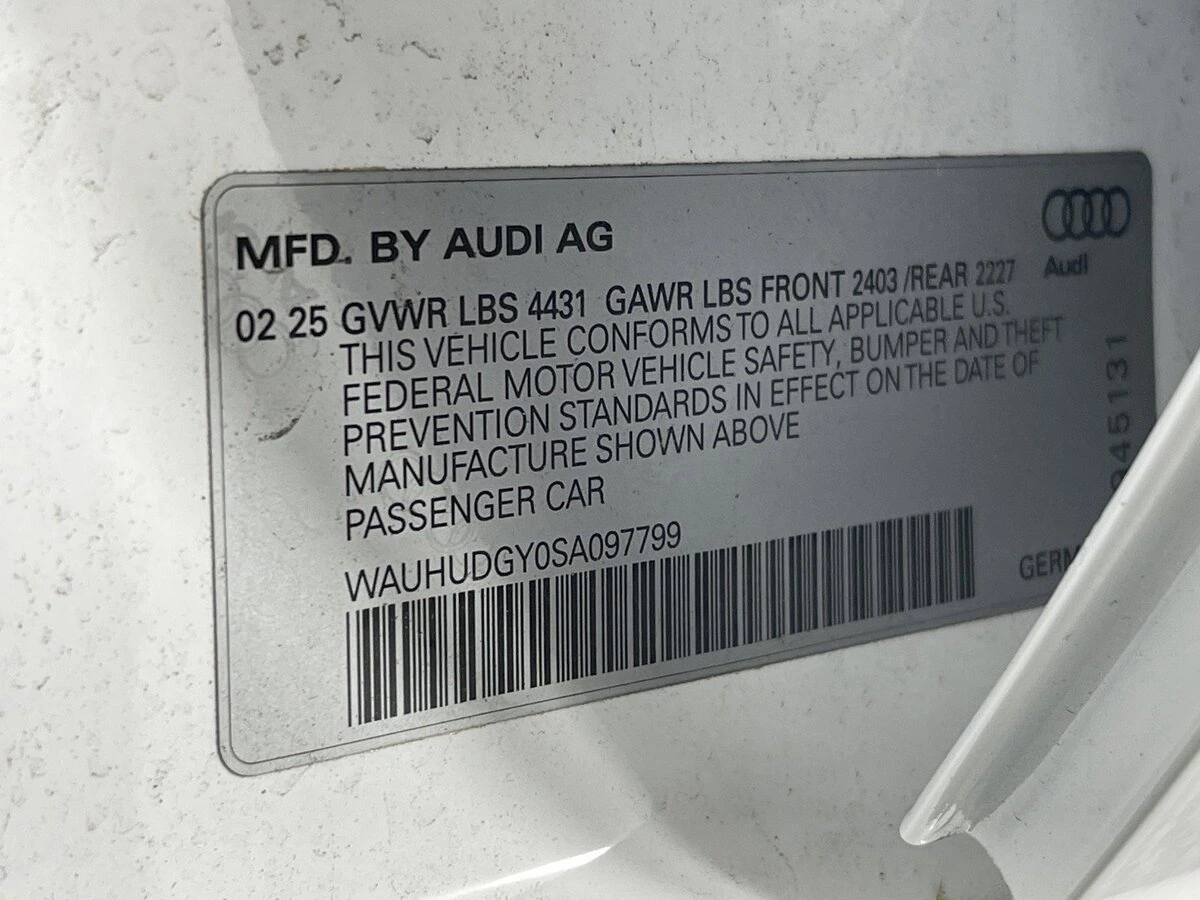 MFD. BY AUDI AG
Audi
02 25 GVWR LBS 4431 GAWR LBS FRONT 2403 /REAR 2227
THIS VEHICLE CONFORMS TO ALL APPLICABLE U.S.
FEDERAL MOTOR VEHICLE SAFETY, BUMPER AND THEFT
PREVENTION STANDARDS IN EFFECT ON THE DATE OF
MANUFACTURE SHOWN ABOVE
PASSENGER CAR
WAUHUDGY0SA097799